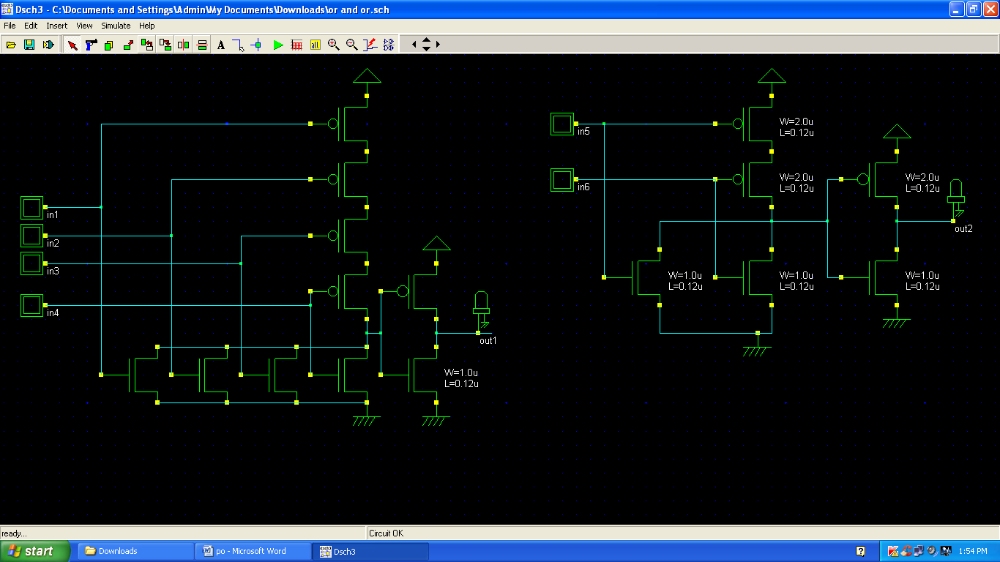 Dsch3 - C:\Documents and Settings\Admin\My Documents\Downloads\or and or.sch
File Edit Insert View Simulate Help
A
all
in1
in2
in3
in4
out1
W=1.0u
L=0.12u
in5
in6
W=2.0u
L=0.12u
W=2.0u
L=0.12u
W=2.0u
L=0.12u
out2
W=1.0u
L=0.12u
W=1.0u
L=0.12u
W=1.0u
L=0.12u
ready...
Circuit OK
start
Downloads
po - Microsoft Word
Dsch3
1:54 PM